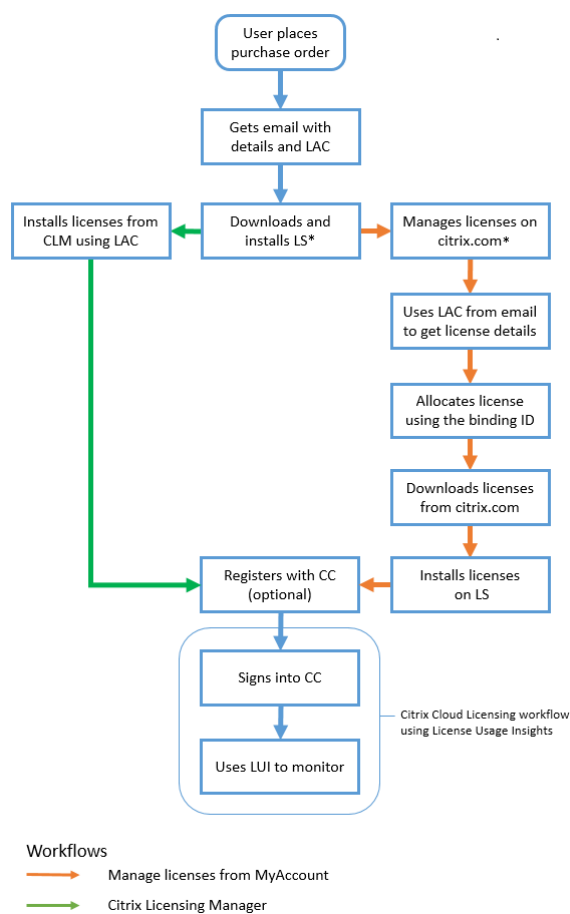 User places
purchase order
Gets email with
details and LAC
Installs licenses from
CLM using LAC
Downloads and
installs LS*
Manages licenses on
citrix.com*
Uses LAC from email
to get license details
Allocates license
using the binding ID
Downloads licenses
from citrix.com
Registers with CC
(optional)
Installs licenses
on LS
Signs into CC
Citrix Cloud Licensing workflow
using License Usage Insights
Uses LUI to monitor
Workflows
Manage licenses from MyAccount
Citrix Licensing Manager